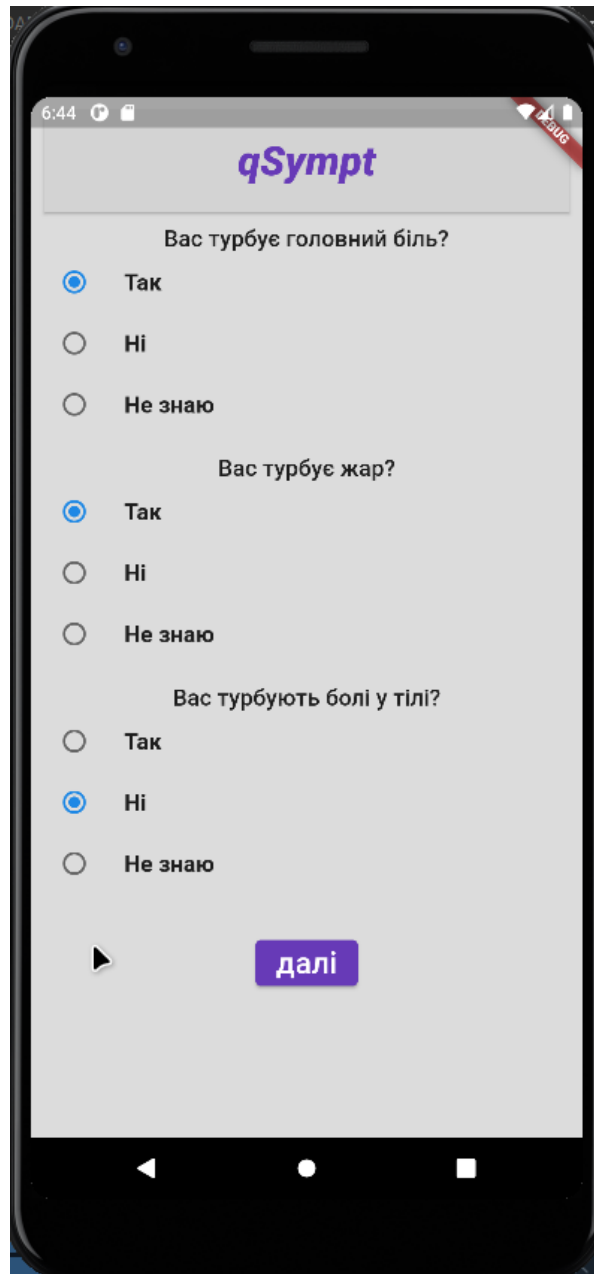 6:44
DEBUG
qSympt
Вас турбує головний біль?
Так
Ні
Не знаю
Вас турбує жар?
Так
Ні
Не знаю
Вас турбують болі у тілі?
Так
Ні
Не знаю
далі